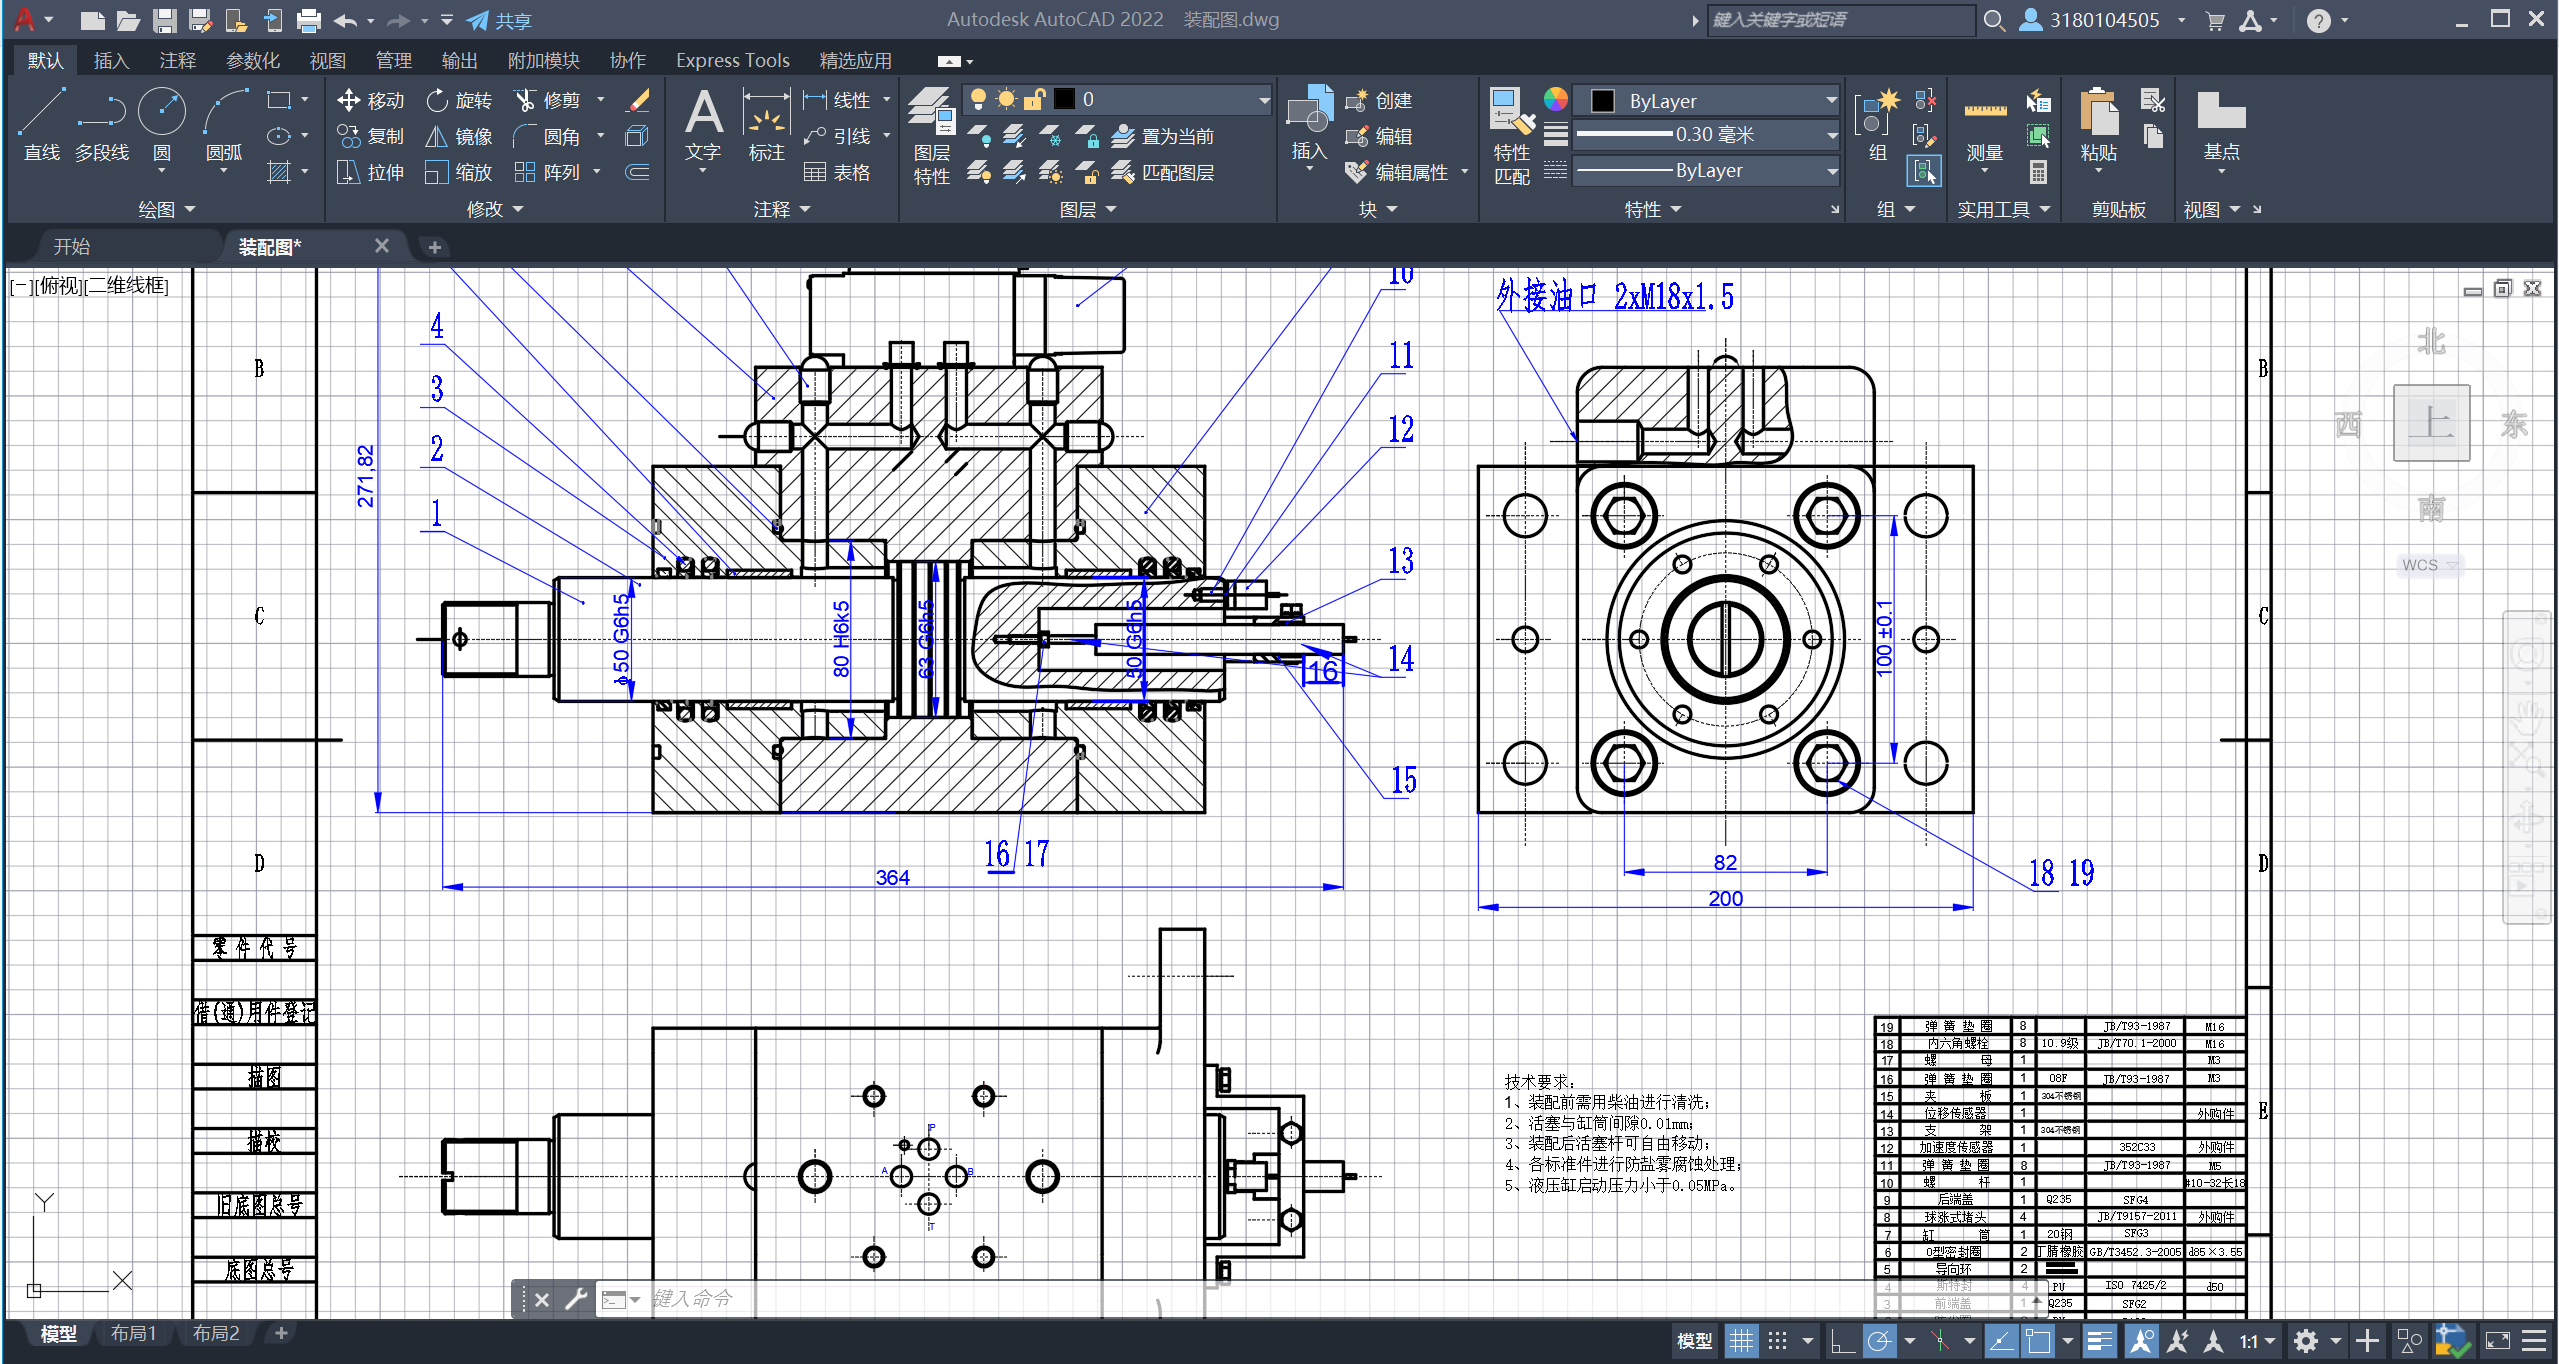 Autodesk AutoCAD 2022 装配图.dwg
共享
键入关键字或短语
3180104505
默认 插入 注释 参数化 视图 管理 输出 附加模块 协作 Express Tools 精选应用
直线 多段线 圆 圆弧
移动 旋转 修剪
复制 镜像 圆角
拉伸 缩放 阵列
文字 标注
线性
引线
表格
图层特性
0
置为当前
匹配图层
插入
创建
编辑
编辑属性
特性匹配
ByLayer
0.30 毫米
ByLayer
组
测量
粘贴
基点
绘图 修改 注释 图层 块 特性 组 实用工具 剪贴板 视图
开始 装配图*
[-][俯视][二维线框]
北
西 上 东
南
WCS
B
C
D
B
C
D
E
4
3
2
1
10
11
12
13
14
15
16 17
18 19
外接油口 2xM18x1.5
271,82
ϕ50 G6h5
80 H6k5
63 G6h5
50 G6h5
16
364
100 ±0.1
82
200
零件代号
借(通)用件登记
描图
描校
旧底图总号
底图总号
P
A B
T
技术要求:
1、装配前需用柴油进行清洗;
2、活塞与缸筒间隙0.01mm;
3、装配后活塞杆可自由移动;
4、各标准件进行防盐雾腐蚀处理;
5、液压缸启动压力小于0.05MPa。
19 弹簧垫圈 8 JB/T93-1987 M16
18 内六角螺栓 8 10.9级 JB/T70.1-2000 M16
17 螺母 1 M3
16 弹簧垫圈 1 08F JB/T93-1987 M3
15 夹板 1 304不锈钢
14 位移传感器 1 外购件
13 支架 1 304不锈钢
12 加速度传感器 1 352C33 外购件
11 弹簧垫圈 8 JB/T93-1987 M5
10 螺杆 1 #10-32长18
9 后端盖 1 Q235 SFG4
8 球涨式堵头 4 JB/T9157-2011 外购件
7 缸筒 1 20钢 SFG3
6 O型密封圈 2 丁腈橡胶 GB/T3452.3-2005 d85×3.55
5 导向环 2
4 斯特封 4 PU ISO 7425/2 d50
3 前端盖 1 Q235 SFG2
Y
X
键入命令
模型 布局1 布局2
模型 1:1